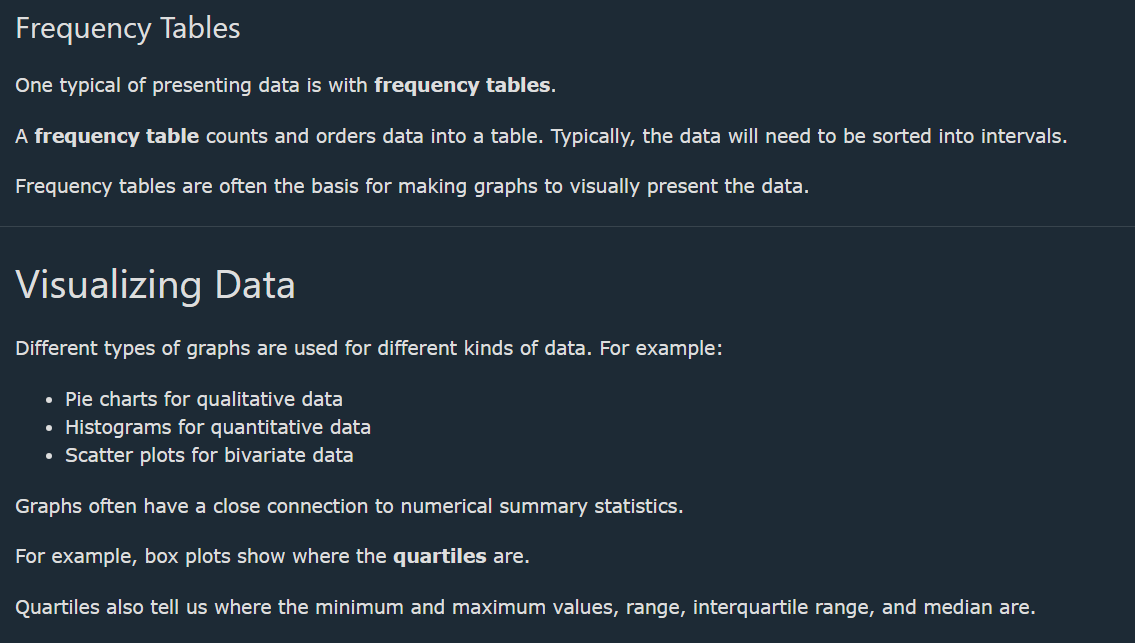 Frequency Tables
One typical of presenting data is with frequency tables.
A frequency table counts and orders data into a table. Typically, the data will need to be sorted into intervals.
Frequency tables are often the basis for making graphs to visually present the data.
Visualizing Data
Different types of graphs are used for different kinds of data. For example:
• Pie charts for qualitative data
• Histograms for quantitative data
• Scatter plots for bivariate data
Graphs often have a close connection to numerical summary statistics.
For example, box plots show where the quartiles are.
Quartiles also tell us where the minimum and maximum values, range, interquartile range, and median are.